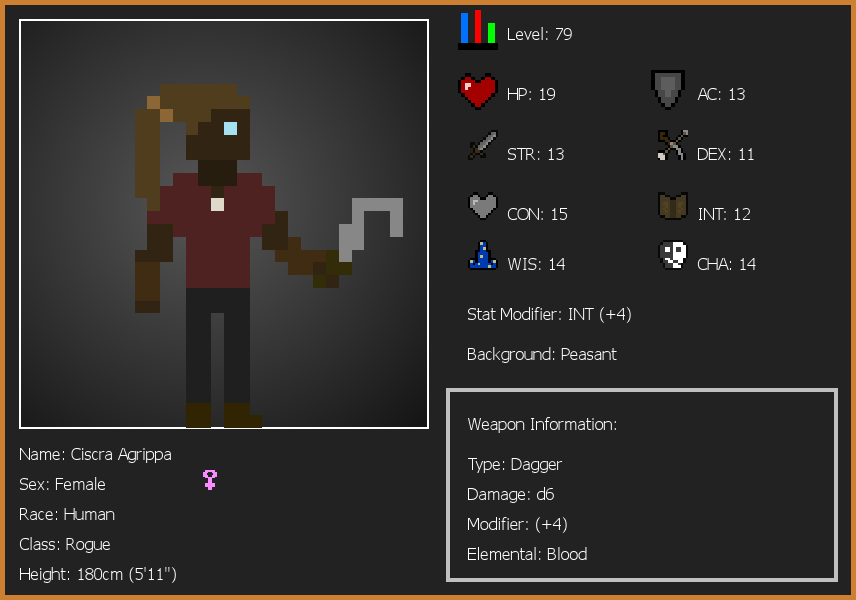 Level: 79
HP: 19
AC: 13
STR: 13
DEX: 11
CON: 15
INT: 12
WIS: 14
CHA: 14
Stat Modifier: INT (+4)
Background: Peasant
Weapon Information:
Type: Dagger
Damage: d6
Modifier: (+4)
Elemental: Blood
Name: Ciscra Agrippa
Sex: Female
Race: Human
Class: Rogue
Height: 180cm (5'11")